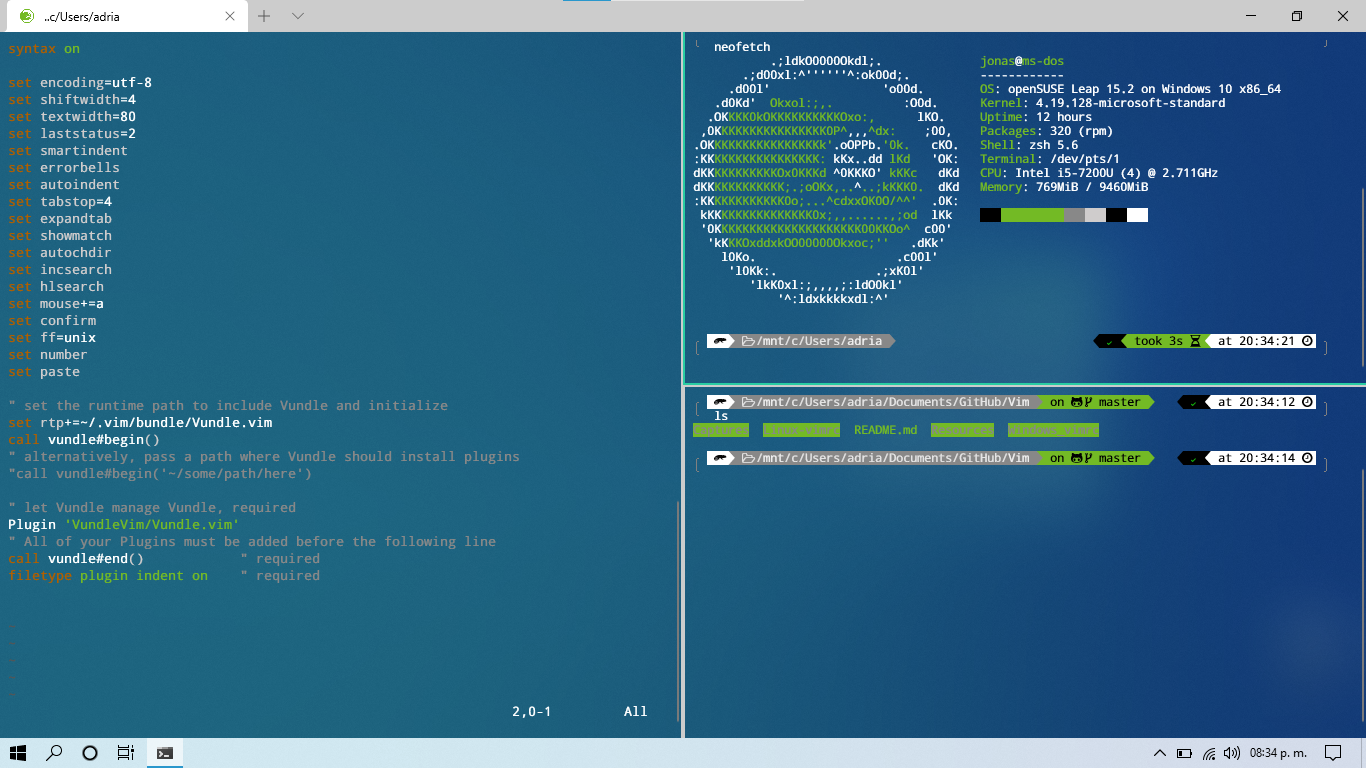 ..c/Users/adria
syntax on
set encoding=utf-8
set shiftwidth=4
set textwidth=80
set laststatus=2
set smartindent
set errorbells
set autoindent
set tabstop=4
set expandtab
set showmatch
set autochdir
set incsearch
set hlsearch
set mouse+=a
set confirm
set ff=unix
set number
set paste
" set the runtime path to include Vundle and initialize
set rtp+=~/.vim/bundle/Vundle.vim
call vundle#begin()
" alternatively, pass a path where Vundle should install plugins
"call vundle#begin('~/some/path/here')
" let Vundle manage Vundle, required
Plugin 'VundleVim/Vundle.vim'
" All of your Plugins must be added before the following line
call vundle#end()            " required
filetype plugin indent on    " required
~
~
~
~
~
2,0-1         All
neofetch
jonas@ms-dos
------------
OS: openSUSE Leap 15.2 on Windows 10 x86_64
Kernel: 4.19.128-microsoft-standard
Uptime: 12 hours
Packages: 320 (rpm)
Shell: zsh 5.6
Terminal: /dev/pts/1
CPU: Intel i5-7200U (4) @ 2.711GHz
Memory: 769MiB / 9460MiB
/mnt/c/Users/adria ✓ took 3s at 20:34:21
/mnt/c/Users/adria/Documents/GitHub/Vim on master ✓ at 20:34:12
ls
Captures Linux-vimrc README.md Resources Windows_vimrc
/mnt/c/Users/adria/Documents/GitHub/Vim on master ✓ at 20:34:14
08:34 p. m.